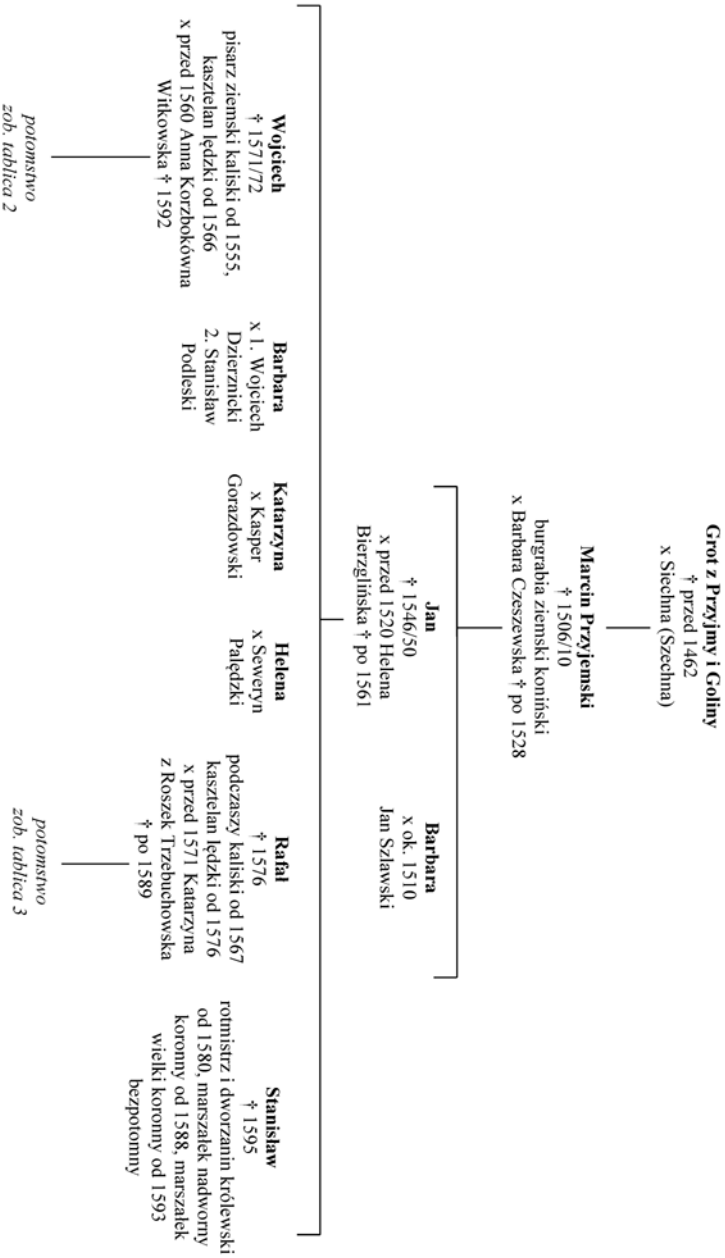 Grot z Przyjmy i Goliny
† przed 1462
x Siechna (Szechna)
Marcin Przyjemski
† 1506/10
burgrabia ziemski koniński
x Barbara Czeszewska † po 1528
Jan
† 1546/50
x przed 1520 Helena
Bierzglińska † po 1561
Barbara
x ok. 1510
Jan Szlawski
Wojciech
† 1571/72
pisarz ziemski kaliski od 1555,
kasztelan lędzki od 1566
x przed 1560 Anna Korzbokówna
Witkowska † 1592
potomstwo
zob. tablica 2
Barbara
x 1. Wojciech
Dzierznicki
2. Stanisław
Podleski
Katarzyna
x Kasper
Gorazdowski
Helena
x Seweryn
Palędzki
Rafał
† 1576
podczaszy kaliski od 1567
kasztelan lędzki od 1576
x przed 1571 Katarzyna
z Roszek Trzebuchowska
† po 1589
potomstwo
zob. tablica 3
Stanisław
† 1595
rotmistrz i dworzanin królewski
od 1580, marszałek nadworny
koronny od 1588, marszałek
wielki koronny od 1593
bezpotomny